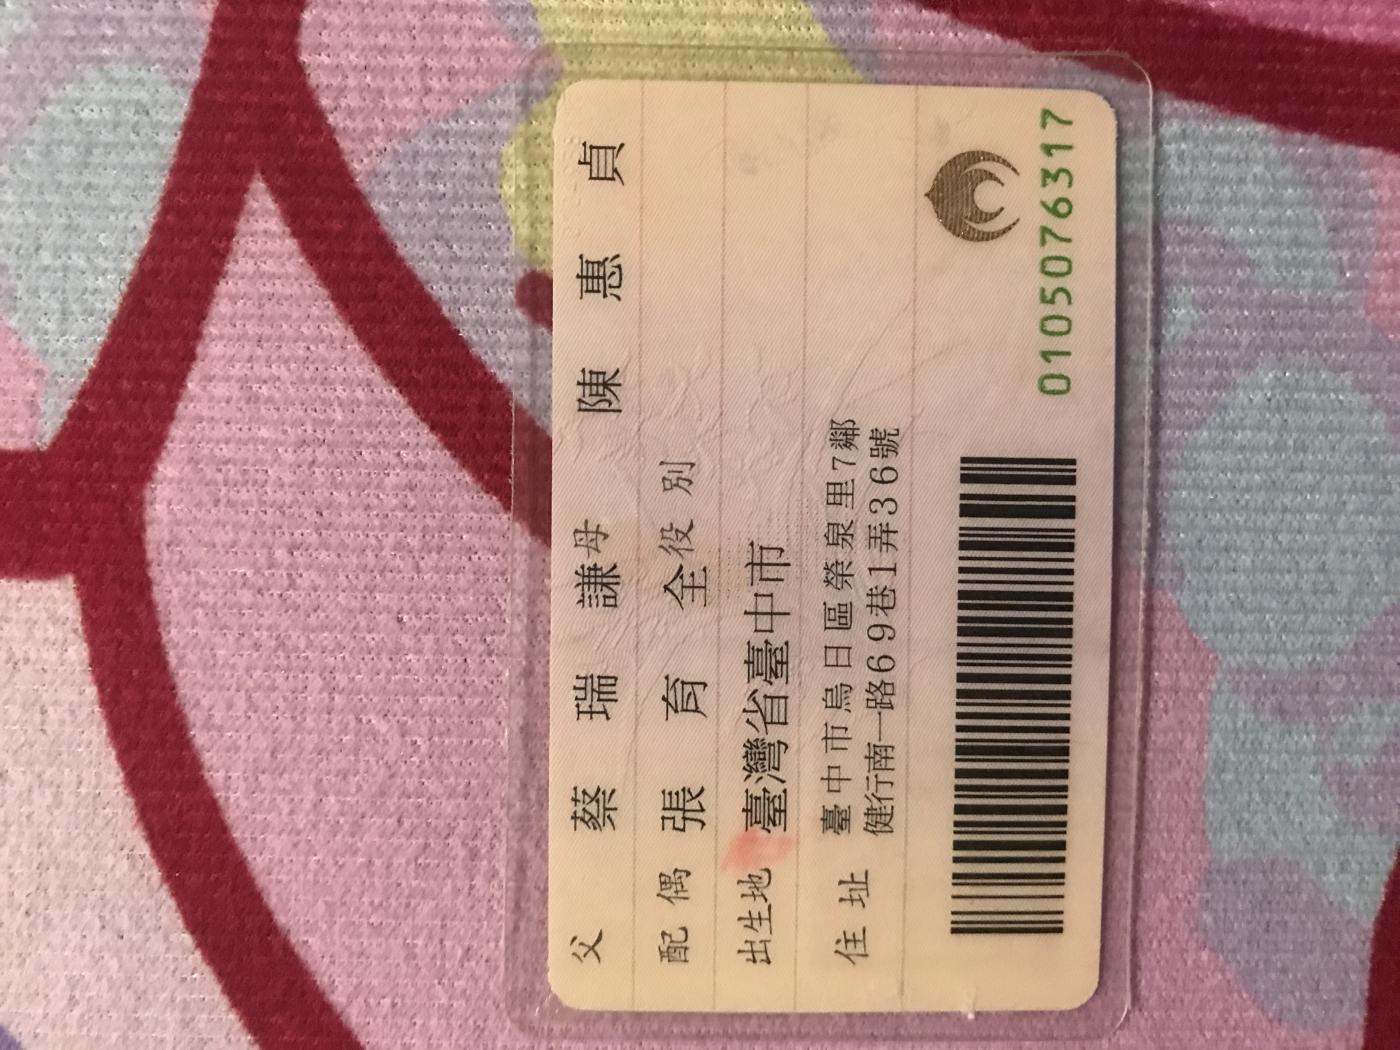 父 蔡瑞謙 母 陳惠貞
配偶 張育全 役別
出生地 臺灣省臺中市
住址 臺中市烏日區榮泉里7鄰
健行南一路69巷1弄36號
0105076317